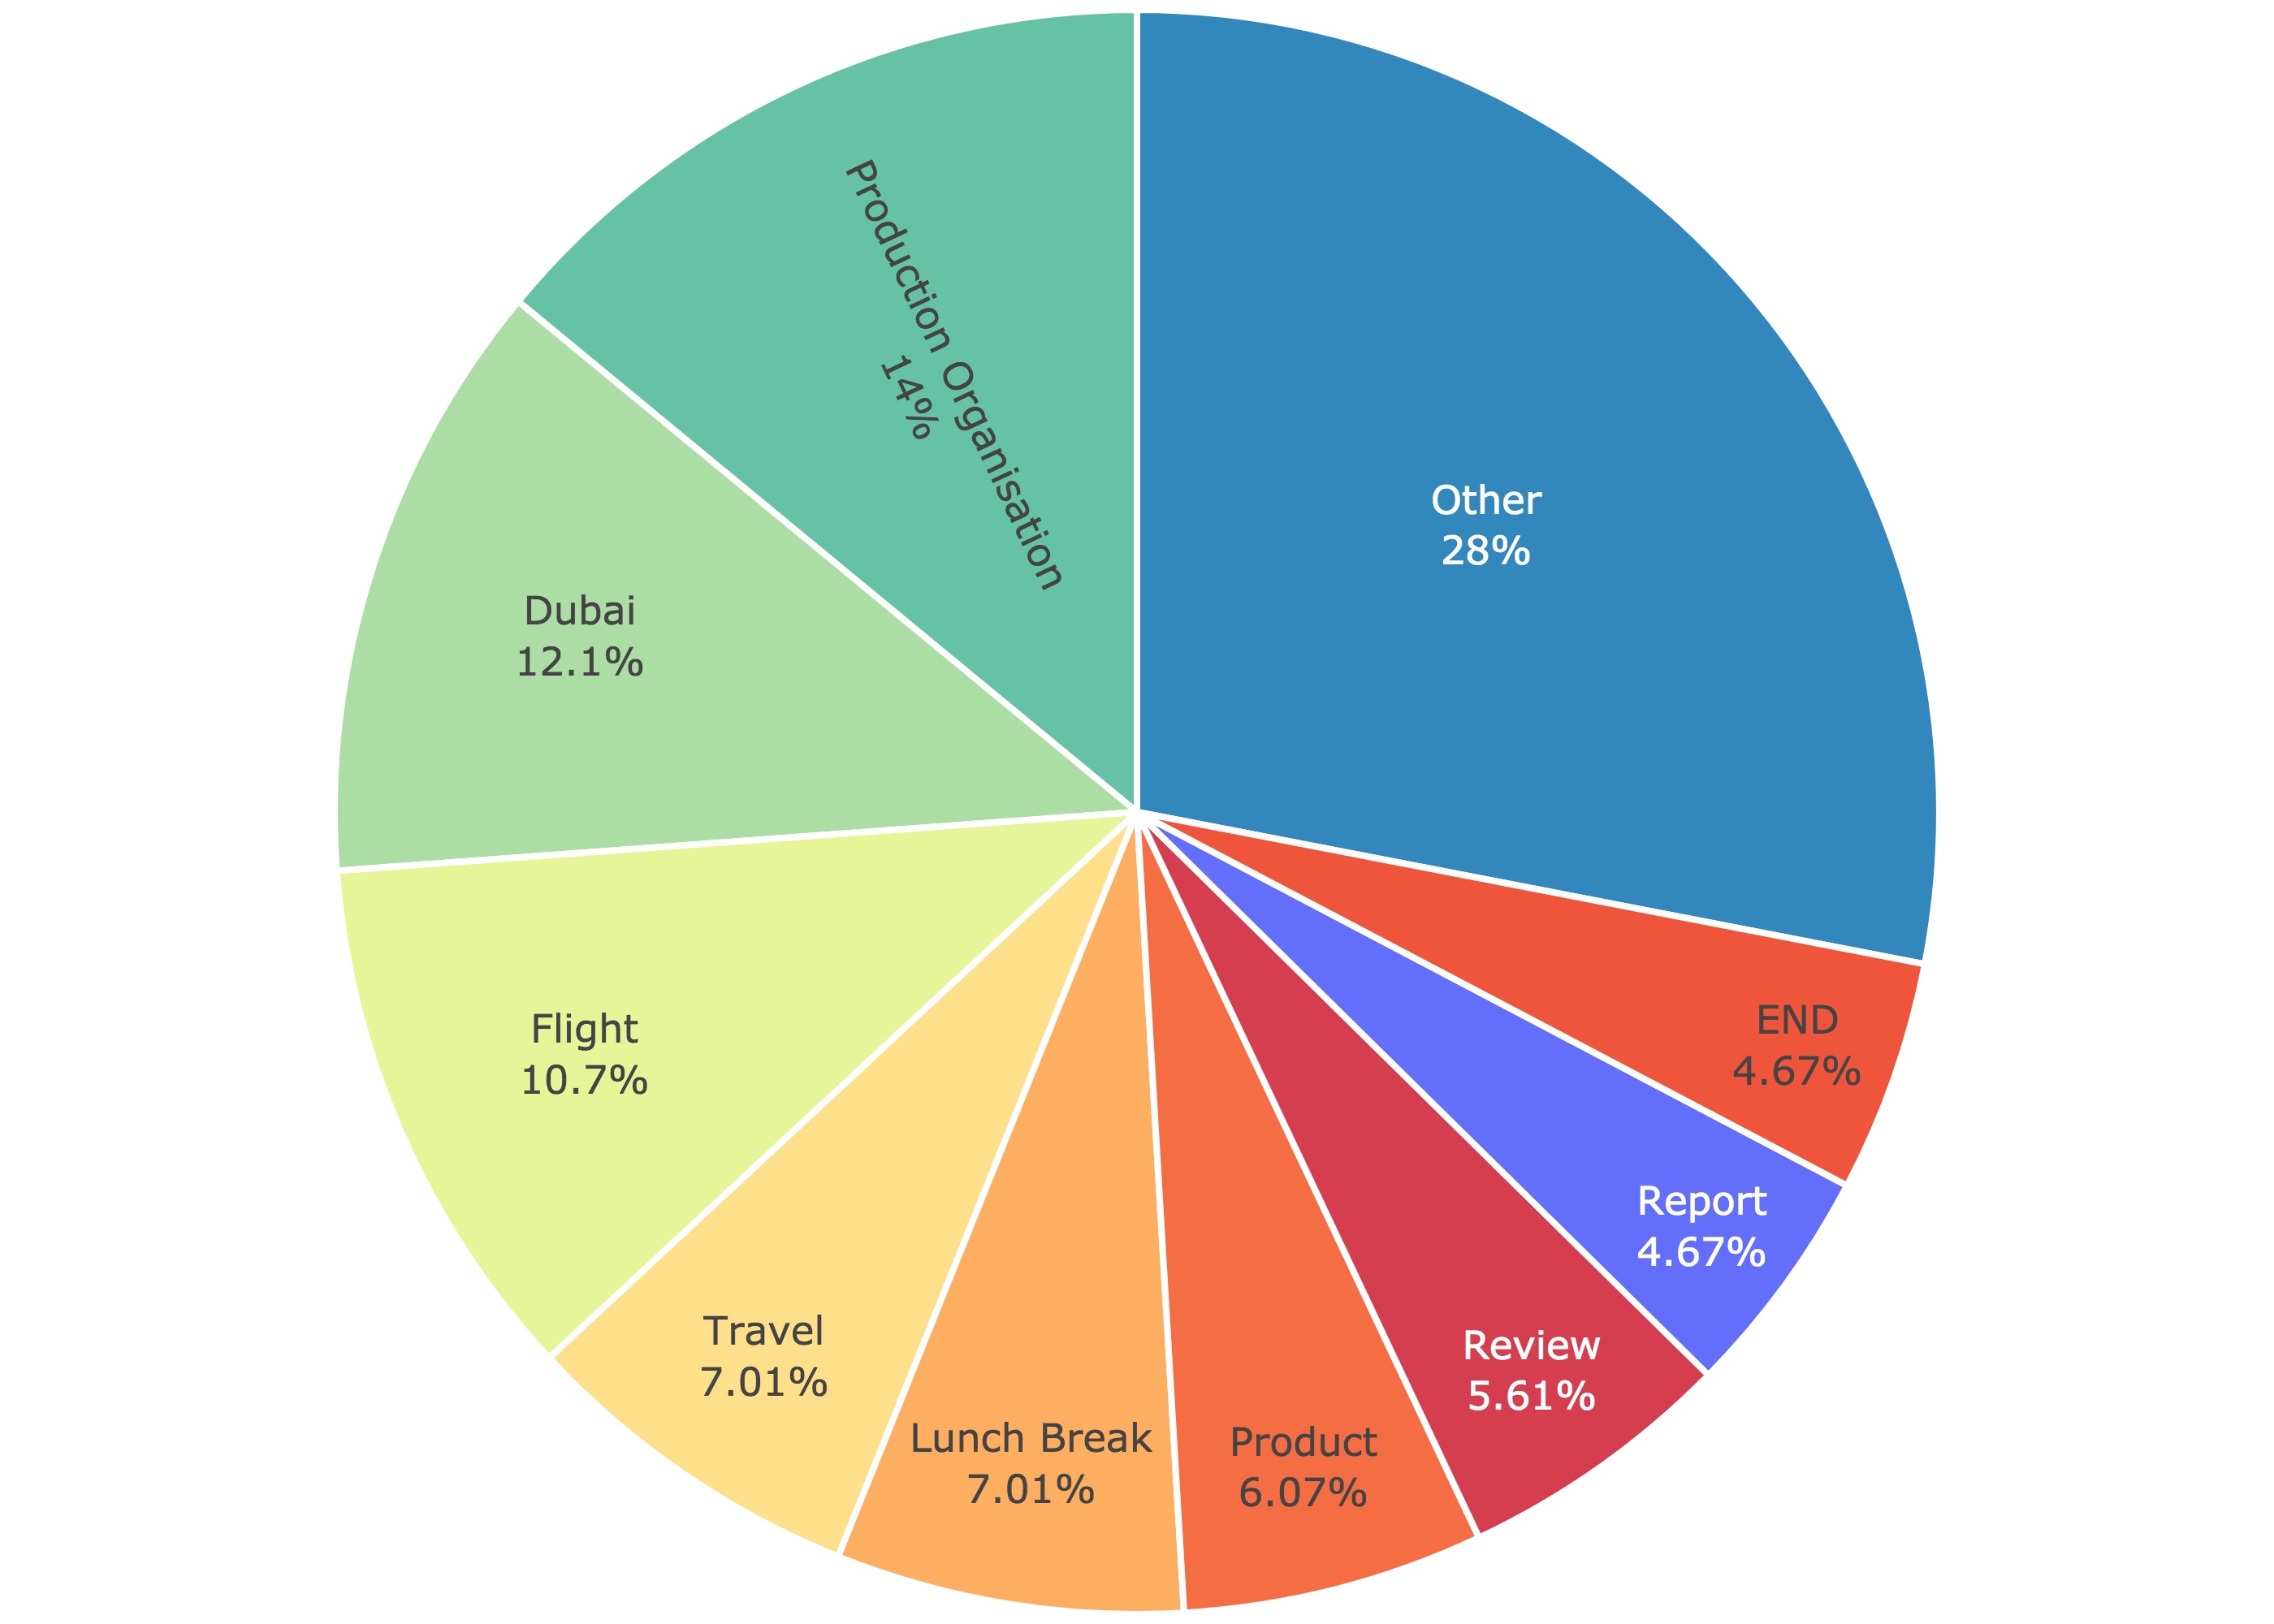 Production Organisation
14%
Other
28%
Dubai
12.1%
Flight
10.7%
END
4.67%
Report
4.67%
Travel
7.01%
Review
5.61%
Lunch Break
7.01%
Product
6.07%